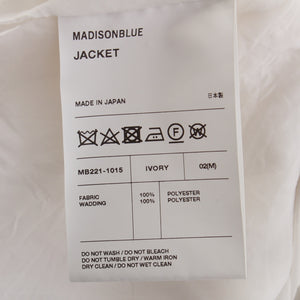 MADISONBLUE
JACKET
日本製
MADE IN JAPAN
MB221-1015 IVORY 02(M)
FABRIC 100% POLYESTER
WADDING 100% POLYESTER
DO NOT WASH / DO NOT BLEACH
DO NOT TUMBLE DRY / WARM IRON
DRY CLEAN / DO NOT WET CLEAN